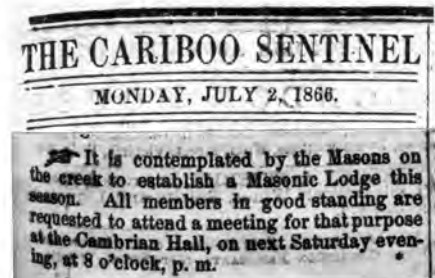 THE CARIBOO SENTINEL
MONDAY, JULY 2, 1866.
It is contemplated by the Masons on
the creek to establish a Masonic Lodge this
season. All members in good standing are
requested to attend a meeting for that purpose
at the Cambrian Hall, on next Saturday even-
ing, at 8 o'clock, p. m. *